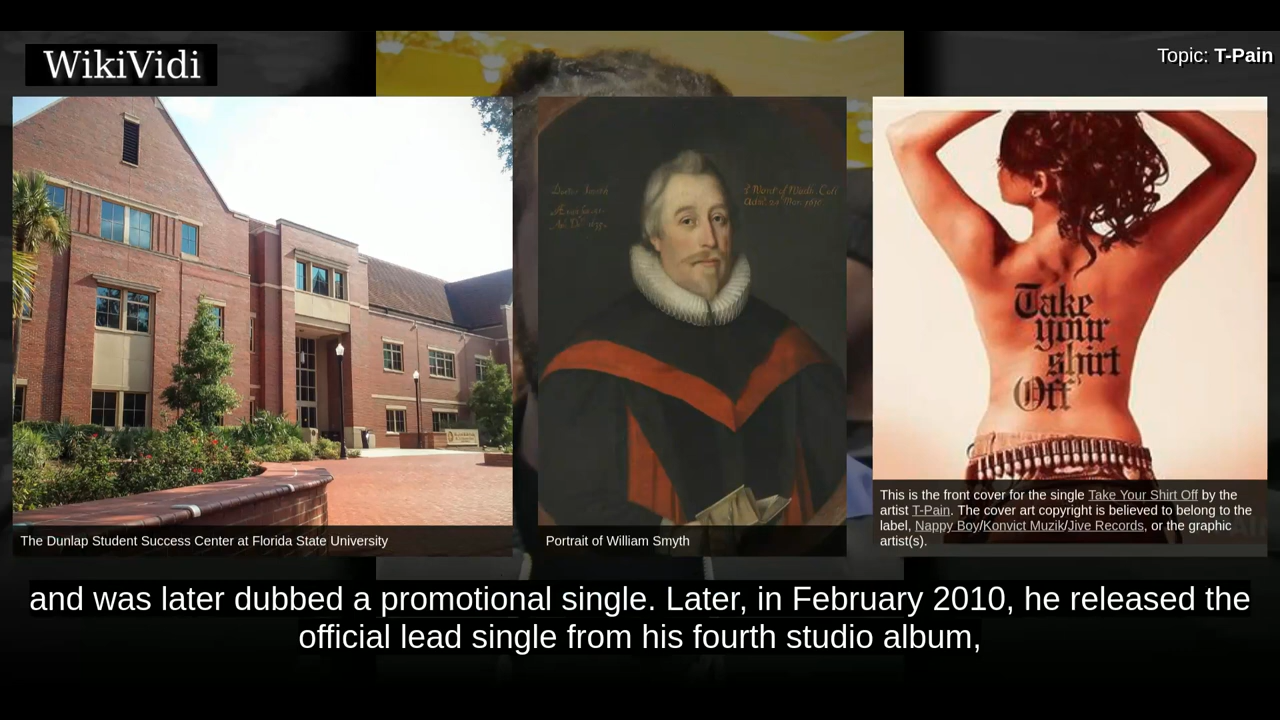 WikiVidi
Topic: T-Pain
Take
your
shirt
Off
The Dunlap Student Success Center at Florida State University
Portrait of William Smyth
This is the front cover for the single Take Your Shirt Off by the
artist T-Pain. The cover art copyright is believed to belong to the
label, Nappy Boy/Konvict Muzik/Jive Records, or the graphic
artist(s).
and was later dubbed a promotional single. Later, in February 2010, he released the
official lead single from his fourth studio album,